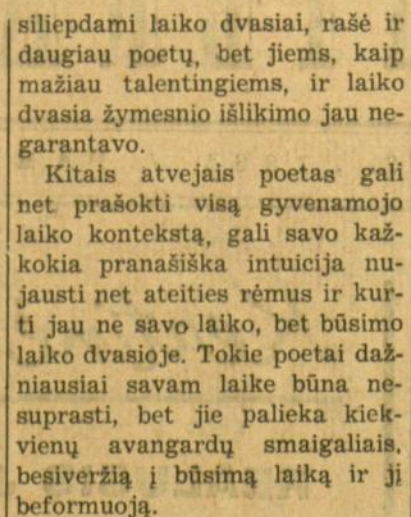 siliepdami laiko dvasiai, rašė ir
daugiau poetų, bet jiems, kaip
mažiau talentingiems, ir laiko
dvasia žymesnio išlikimo jau ne-
garantavo.
Kitais atvejais poetas gali
net prašokti visą gyvenamojo
laiko kontekstą, gali savo kaž-
kokia pranašiška intuicija nu-
jausti net ateities rėmus ir kur-
ti jau ne savo laiko, bet būsimo
laiko dvasioje. Tokie poetai daž-
niausiai savam laike būna ne-
suprasti, bet jie palieka kiek-
vienų avangardų smaigaliais,
besiveržią į būsimą laiką ir jį
beformuoją.